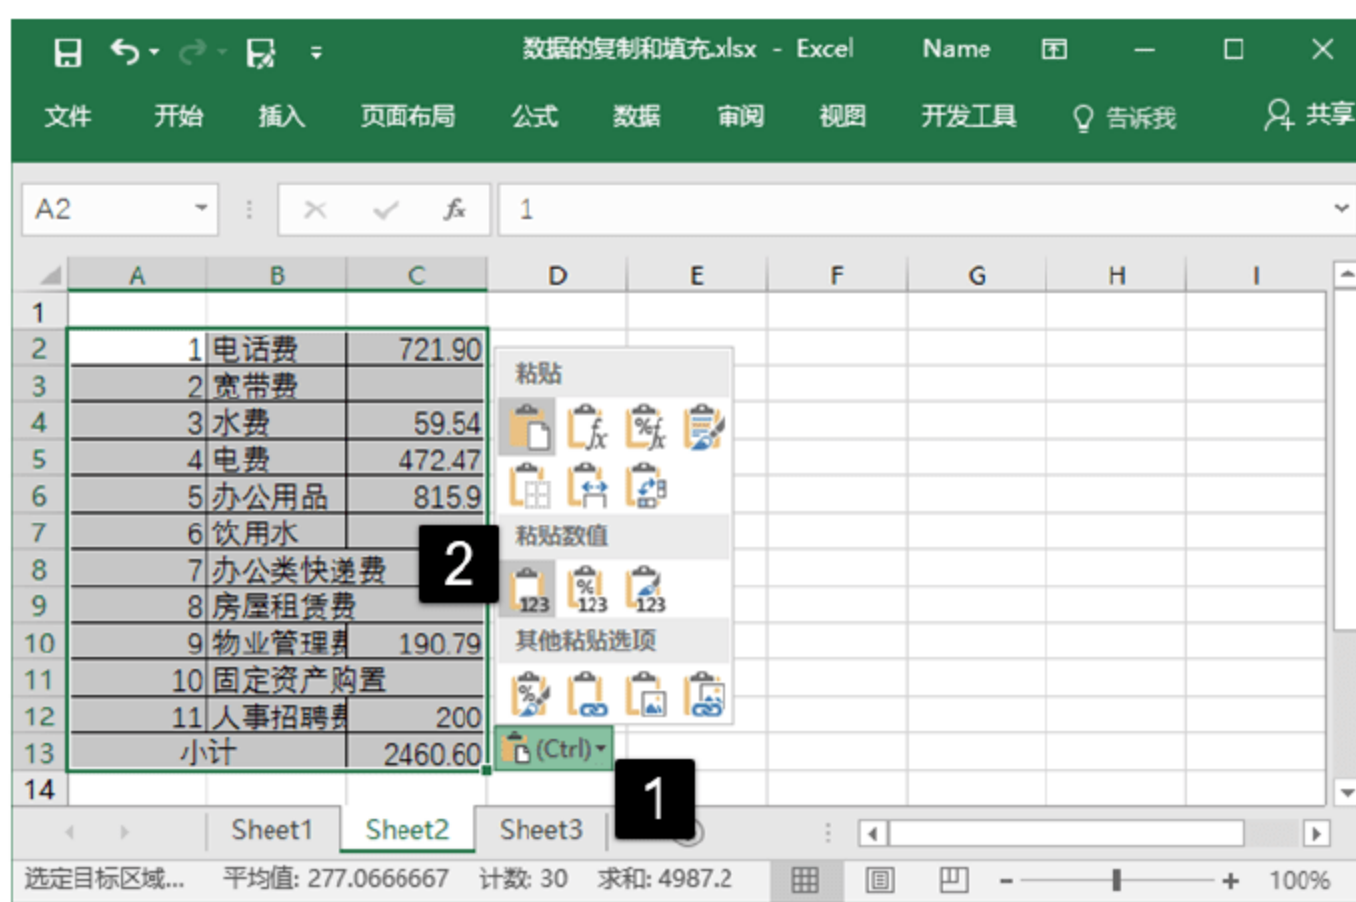 数据的复制和填充.xlsx - Excel Name
文件 开始 插入 页面布局 公式 数据 审阅 视图 开发工具 告诉我 共享
A2 fx 1
A B C D E F G H I
1
2 1 电话费 721.90
3 2 宽带费
4 3 水费 59.54
5 4 电费 472.47
6 5 办公用品 815.9
7 6 饮用水
8 7 办公类快递费
9 8 房屋租赁费
10 9 物业管理费 190.79
11 10 固定资产购置
12 11 人事招聘费 200
13 小计 2460.60
14
粘贴
fx %fx
粘贴数值
123 % 123 123
其他粘贴选项
%
(Ctrl)
2
1
Sheet1 Sheet2 Sheet3
选定目标区域... 平均值: 277.0666667 计数: 30 求和: 4987.2 100%